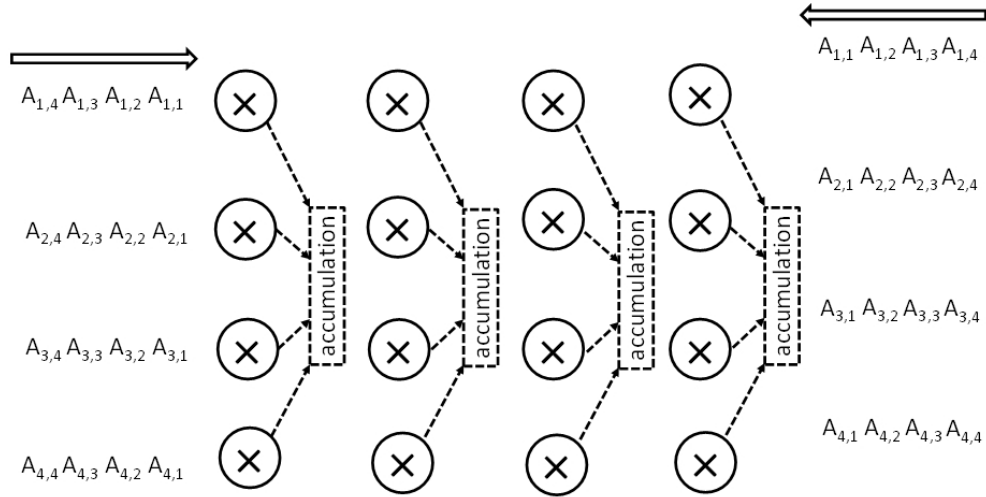 A1,1 A1,2 A1,3 A1,4
A1,4 A1,3 A1,2 A1,1
A2,1 A2,2 A2,3 A2,4
A2,4 A2,3 A2,2 A2,1
accumulation
accumulation
accumulation
accumulation
A3,1 A3,2 A3,3 A3,4
A3,4 A3,3 A3,2 A3,1
A4,1 A4,2 A4,3 A4,4
A4,4 A4,3 A4,2 A4,1